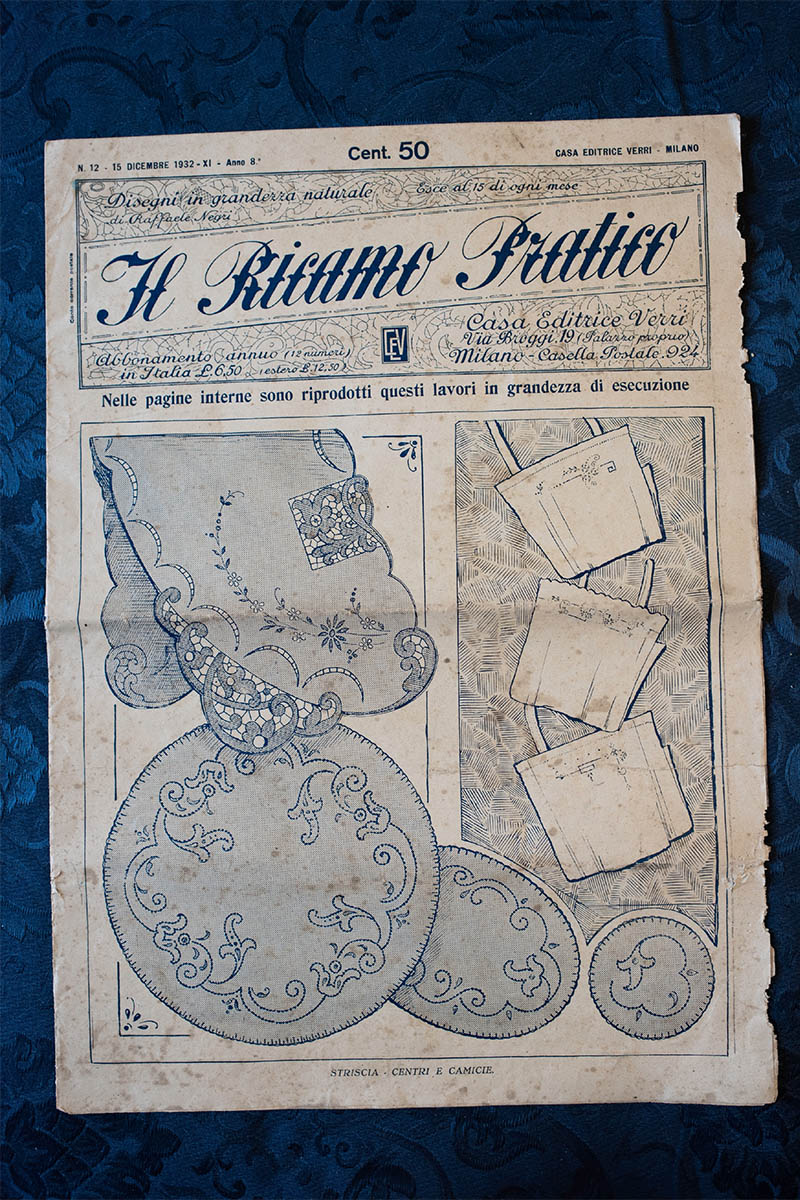 N. 12 - 15 DICEMBRE 1932-XI - Anno 8.°
Cent. 50
CASA EDITRICE VERRI - MILANO
Disegni in grandezza naturale
di Raffaele Negri
Esce al 15 di ogni mese
Conto corrente postale
Il Ricamo Pratico
Abbonamento annuo (12 numeri)
in Italia L. 6,50 (estero L. 12,50)
CEV
Casa Editrice Verri
Via Broggi, 19 (Palazzo proprio)
Milano - Casella Postale. 924
Nelle pagine interne sono riprodotti questi lavori in grandezza di esecuzione
STRISCIA - CENTRI E CAMICIE.